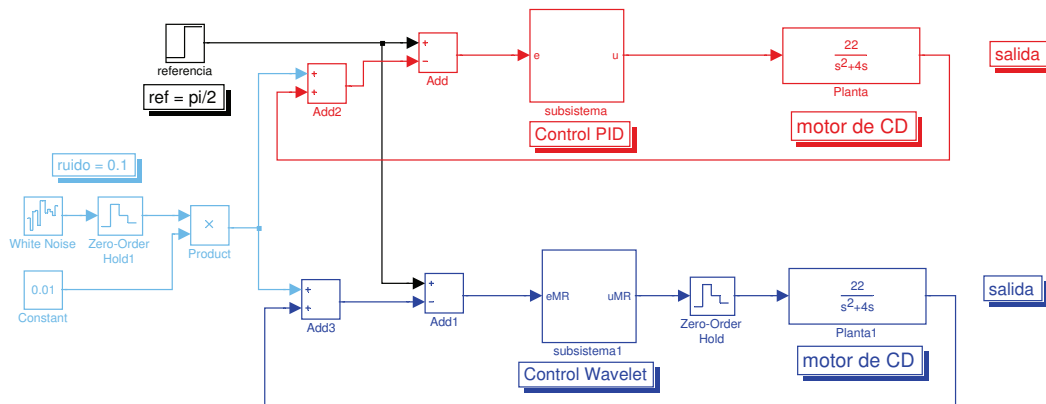 referencia
ref = pi/2
+
+
Add2
+
−
Add
e
u
subsistema
Control PID
22
s²+4s
Planta
motor de CD
salida
ruido = 0.1
White Noise
Zero-Order
Hold1
×
Product
0.01
Constant
+
+
Add3
+
−
Add1
eMR
uMR
subsistema1
Control Wavelet
Zero-Order
Hold
22
s²+4s
Planta1
motor de CD
salida